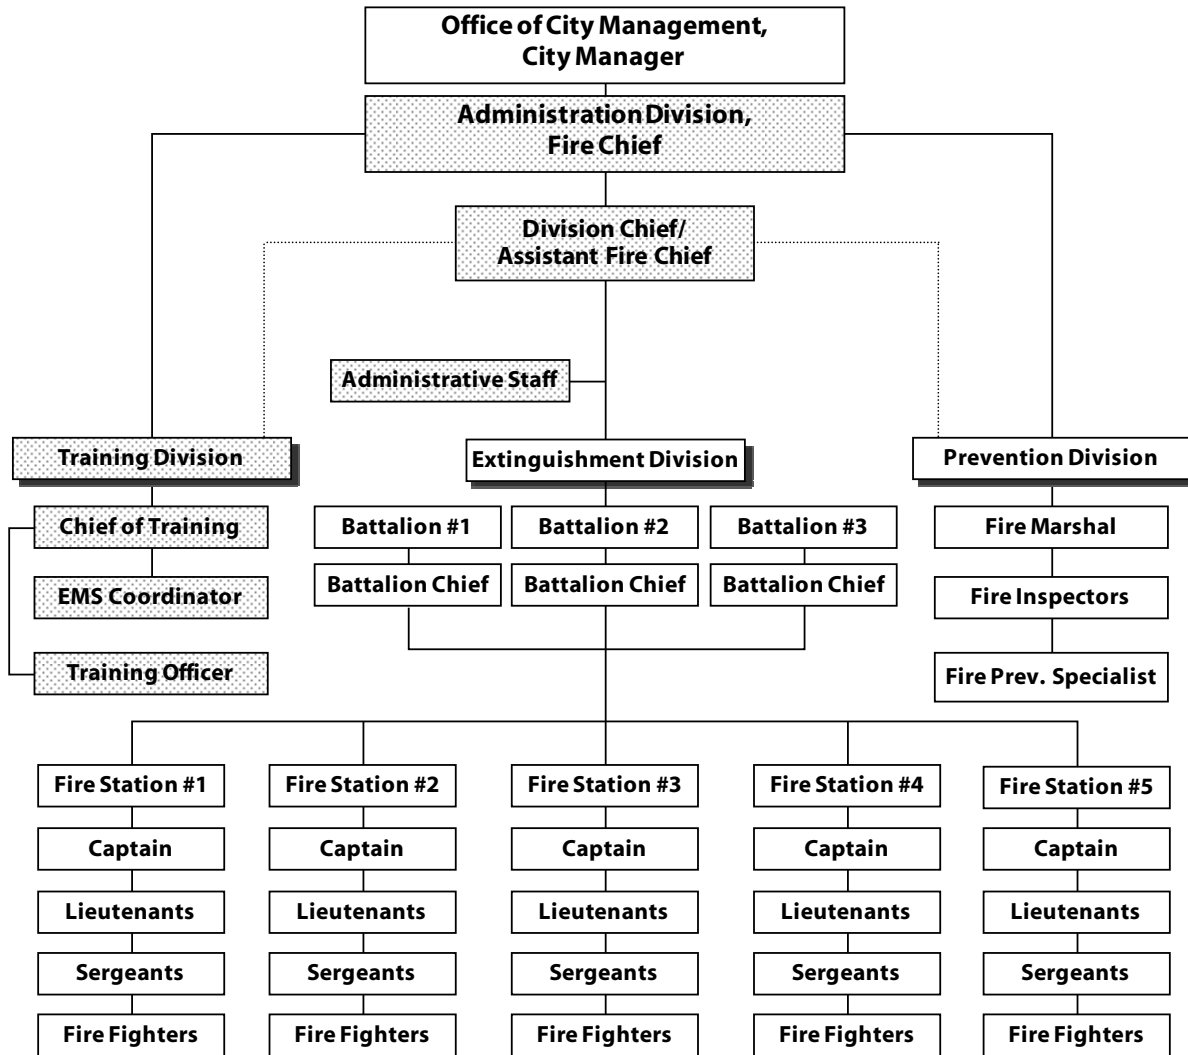 Office of City Management,
City Manager
Administration Division,
Fire Chief
Division Chief/
Assistant Fire Chief
Administrative Staff
Training Division
Extinguishment Division
Prevention Division
Chief of Training
Battalion #1
Battalion #2
Battalion #3
Fire Marshal
EMS Coordinator
Battalion Chief
Battalion Chief
Battalion Chief
Fire Inspectors
Training Officer
Fire Prev. Specialist
Fire Station #1
Fire Station #2
Fire Station #3
Fire Station #4
Fire Station #5
Captain
Captain
Captain
Captain
Captain
Lieutenants
Lieutenants
Lieutenants
Lieutenants
Lieutenants
Sergeants
Sergeants
Sergeants
Sergeants
Sergeants
Fire Fighters
Fire Fighters
Fire Fighters
Fire Fighters
Fire Fighters